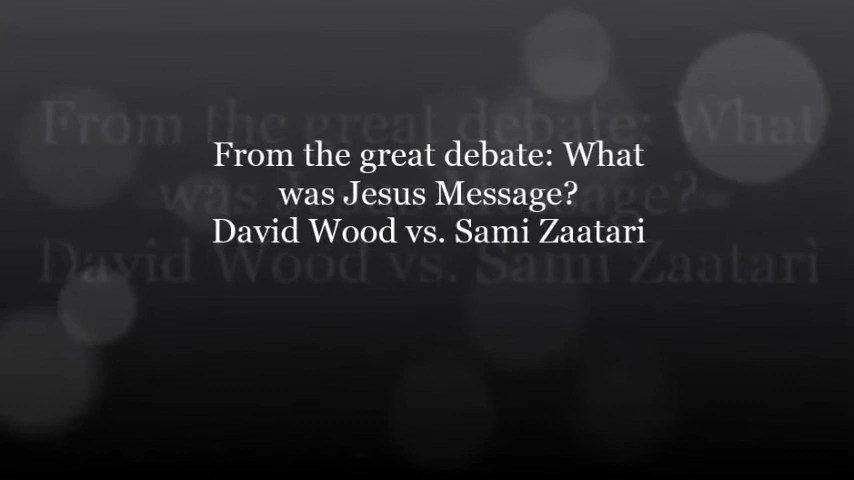 From the great debate: What
was Jesus Message?
David Wood vs. Sami Zaatari